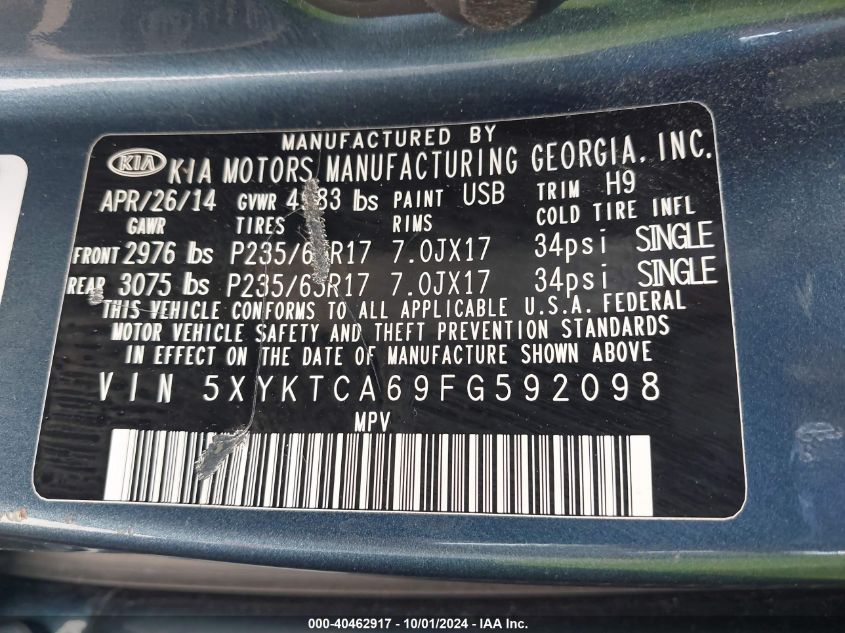 MANUFACTURED BY
KIA KIA MOTORS MANUFACTURING GEORGIA, INC.
APR/26/14 GVWR lbs PAINT USB TRIM H9
GAWR TIRES RIMS COLD TIRE INFL
FRONT 2976 lbs P235/65R17 7.0JX17 34psi SINGLE
REAR 3075 lbs P235/65R17 7.0JX17 34psi SINGLE
THIS VEHICLE CONFORMS TO ALL APPLICABLE U.S.A. FEDERAL
MOTOR VEHICLE SAFETY AND THEFT PREVENTION STANDARDS
IN EFFECT ON THE DATE OF MANUFACTURE SHOWN ABOVE
VIN 5XYKTCA69FG592098
MPV
000-40462917 - 10/01/2024 - IAA Inc.